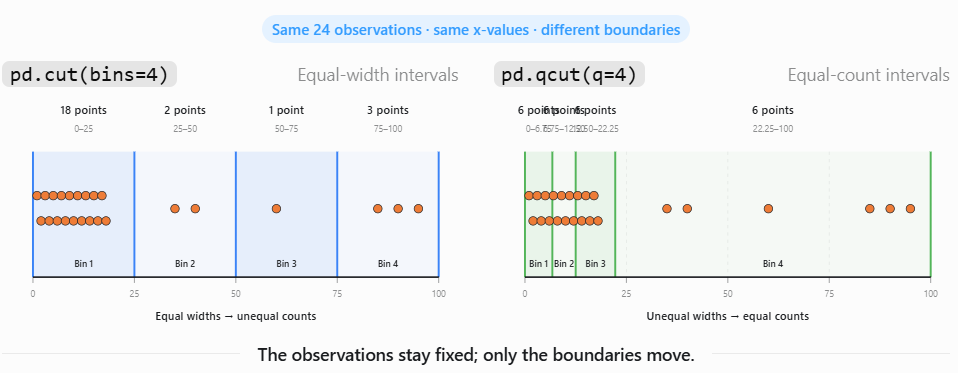 Same 24 observations · same x-values · different boundaries
pd.cut(bins=4)
Equal-width intervals
18 points
2 points
1 point
3 points
0–25
25–50
50–75
75–100
Bin 1
Bin 2
Bin 3
Bin 4
0
25
50
75
100
Equal widths → unequal counts
pd.qcut(q=4)
Equal-count intervals
6 points
6 points
6 points
22.25–100
Bin 1
Bin 2
Bin 3
Bin 4
0
25
50
75
100
Unequal widths → equal counts
The observations stay fixed; only the boundaries move.